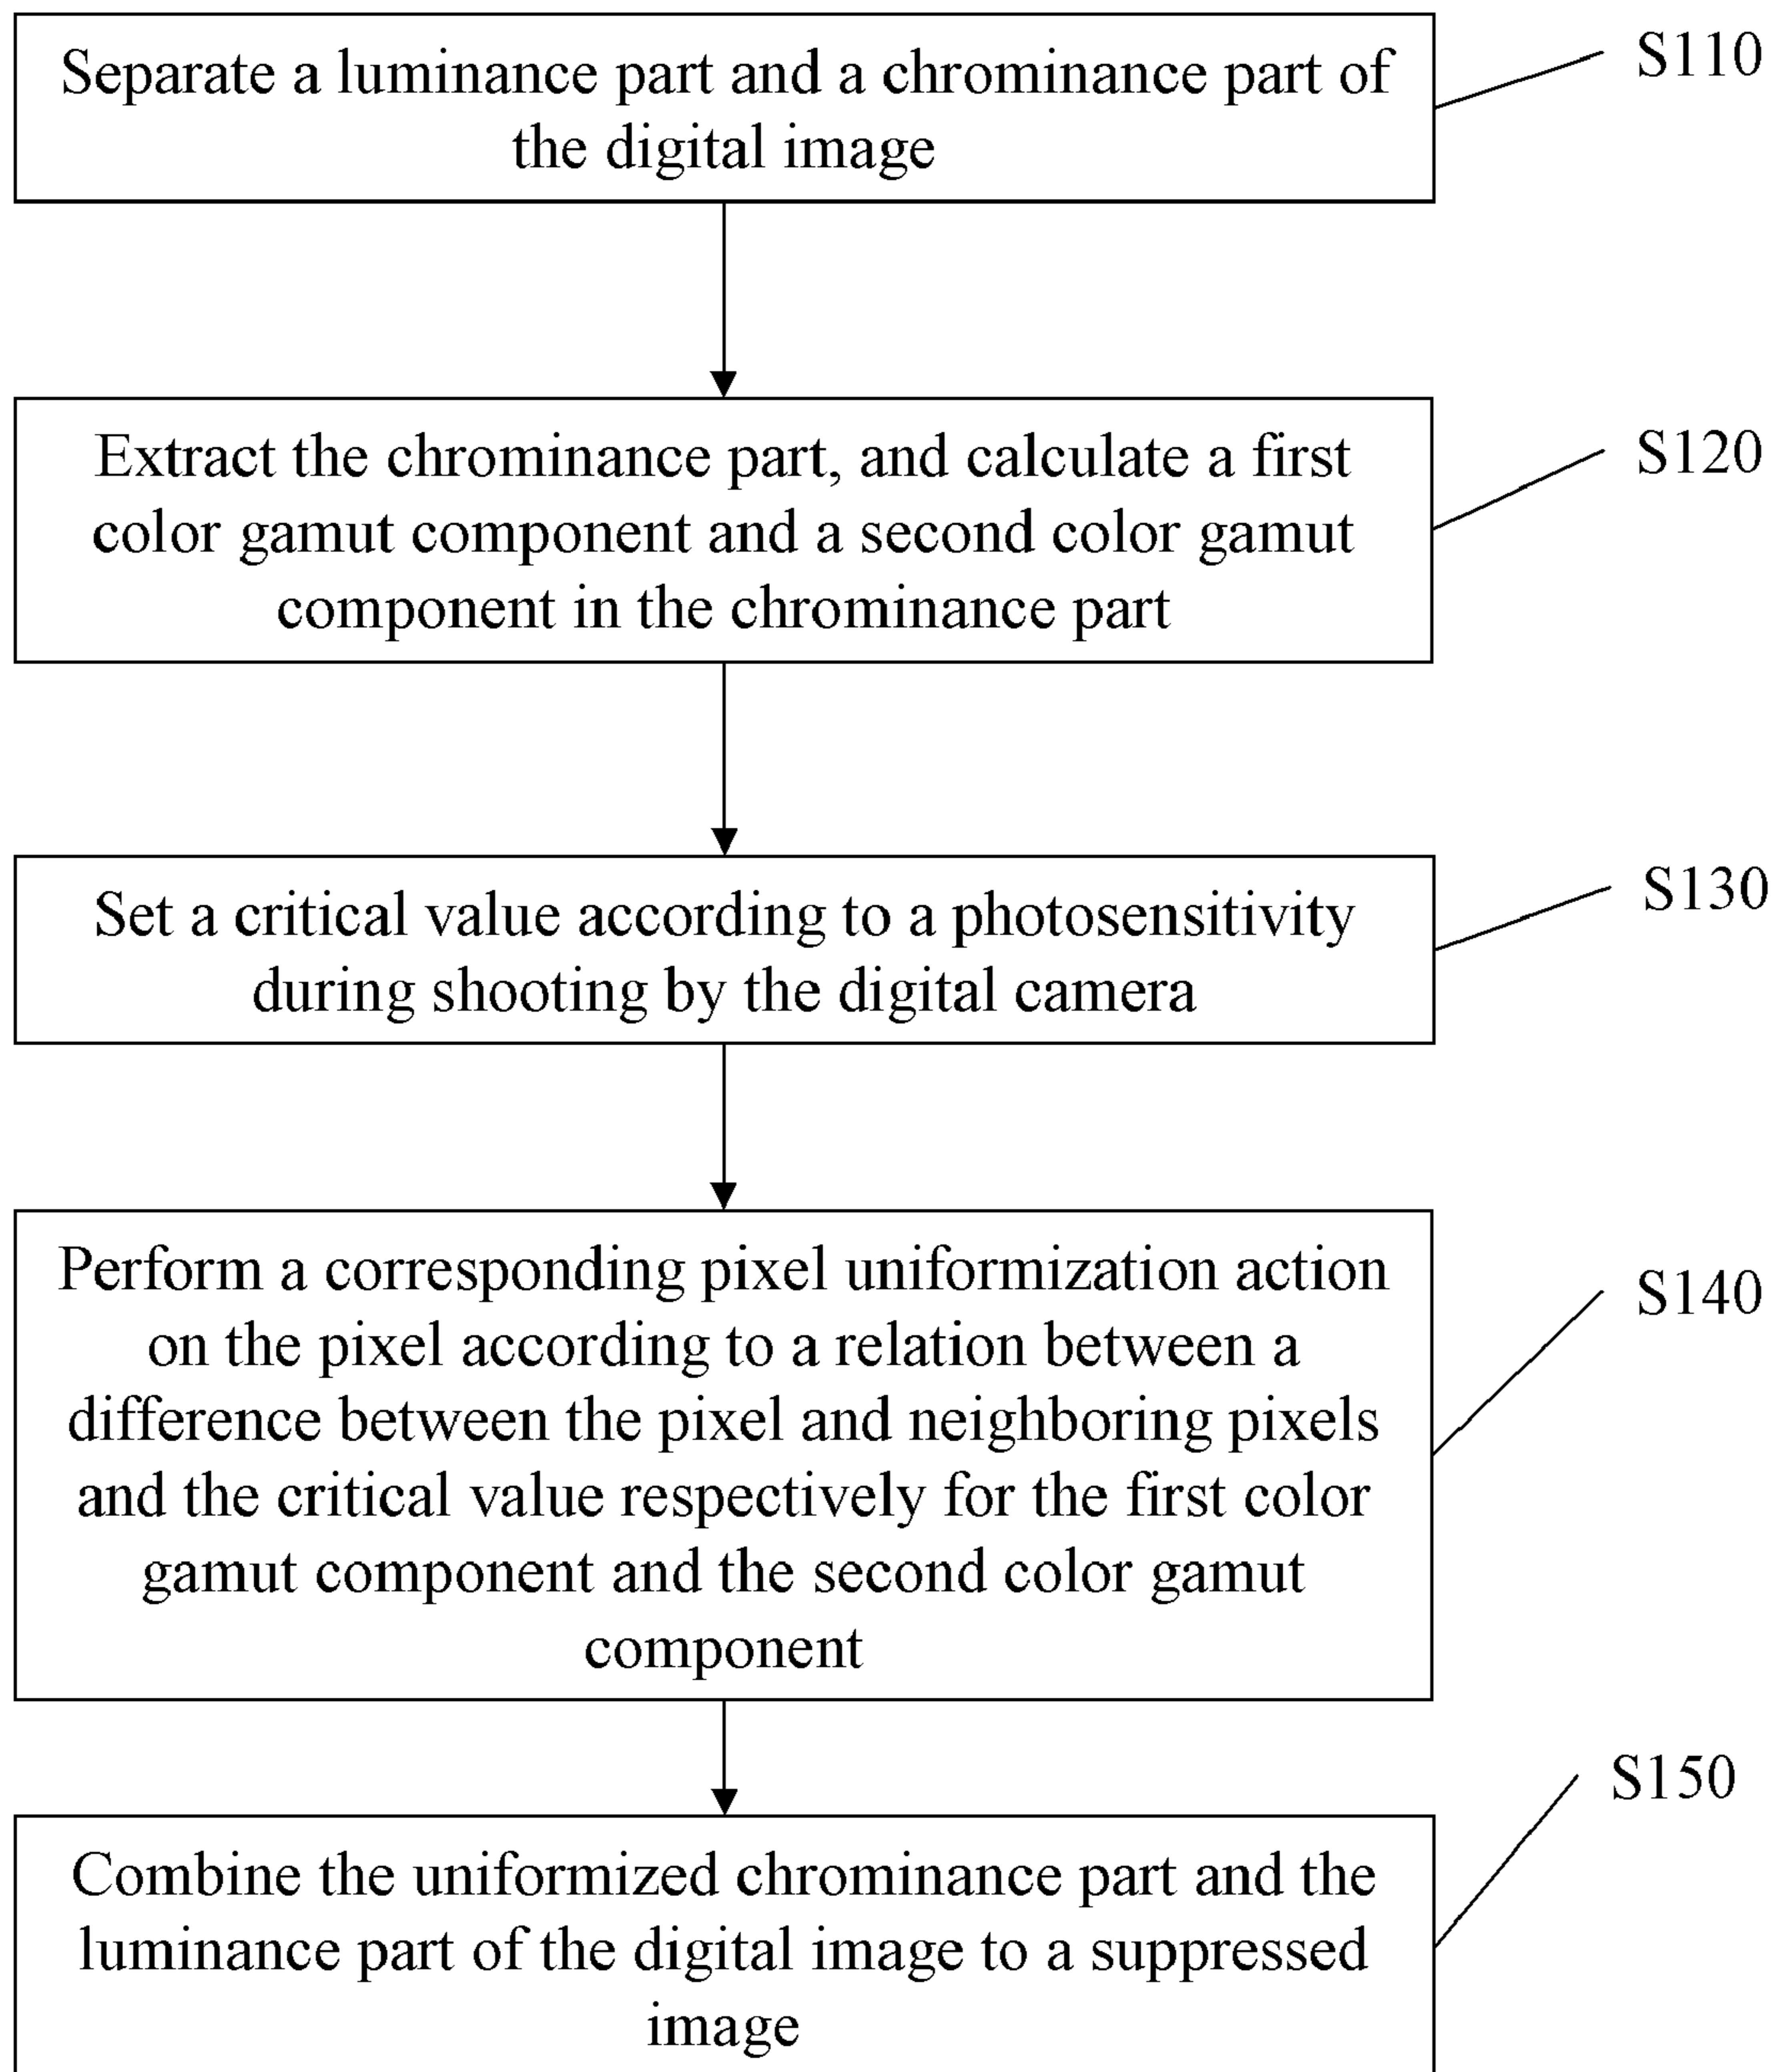 Separate a luminance part and a chrominance part of
the digital image
S110
Extract the chrominance part, and calculate a first
color gamut component and a second color gamut
component in the chrominance part
S120
Set a critical value according to a photosensitivity
during shooting by the digital camera
S130
Perform a corresponding pixel uniformization action
on the pixel according to a relation between a
difference between the pixel and neighboring pixels
and the critical value respectively for the first color
gamut component and the second color gamut
component
S140
Combine the uniformized chrominance part and the
luminance part of the digital image to a suppressed
image
S150